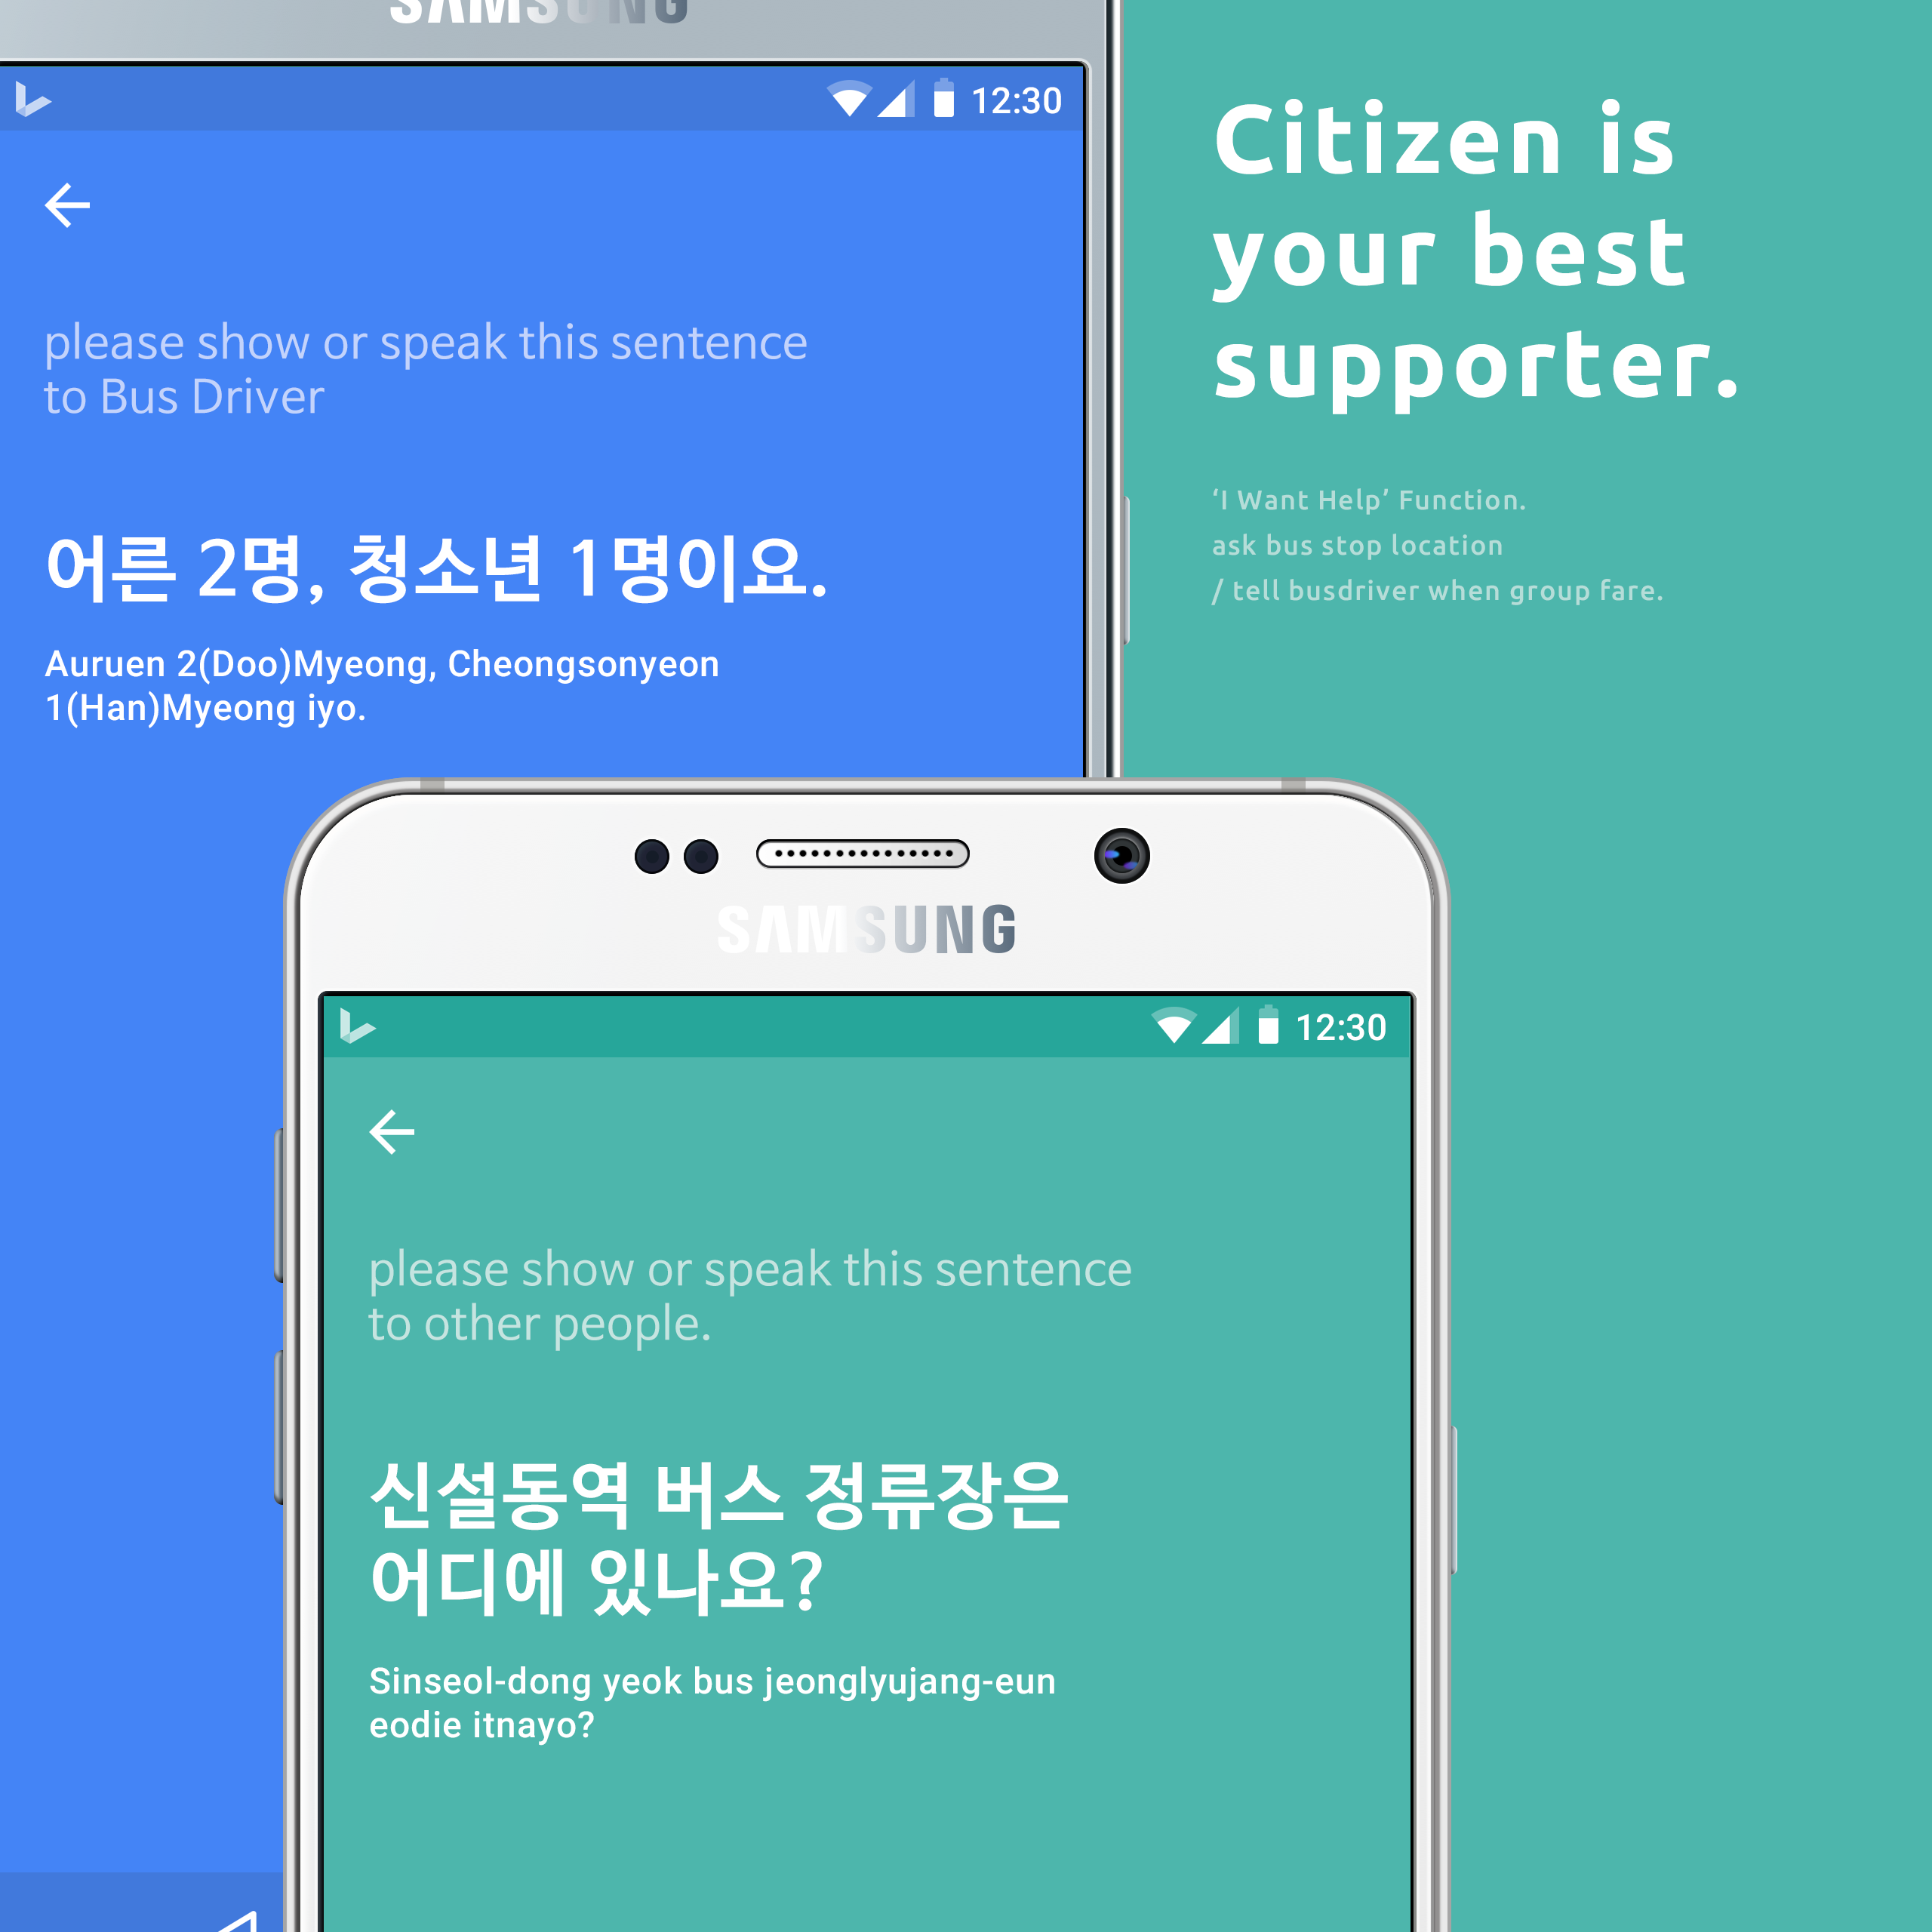 SAMSUNG
12:30
please show or speak this sentence
to Bus Driver
어른 2명, 청소년 1명이요.
Auruen 2(Doo)Myeong, Cheongsonyeon
1(Han)Myeong iyo.
Citizen is
your best
supporter.
‘I Want Help’ Function.
ask bus stop location
/ tell busdriver when group fare.
SAMSUNG
12:30
please show or speak this sentence
to other people.
신설동역 버스 정류장은
어디에 있나요?
Sinseol-dong yeok bus jeonglyujang-eun
eodie itnayo?